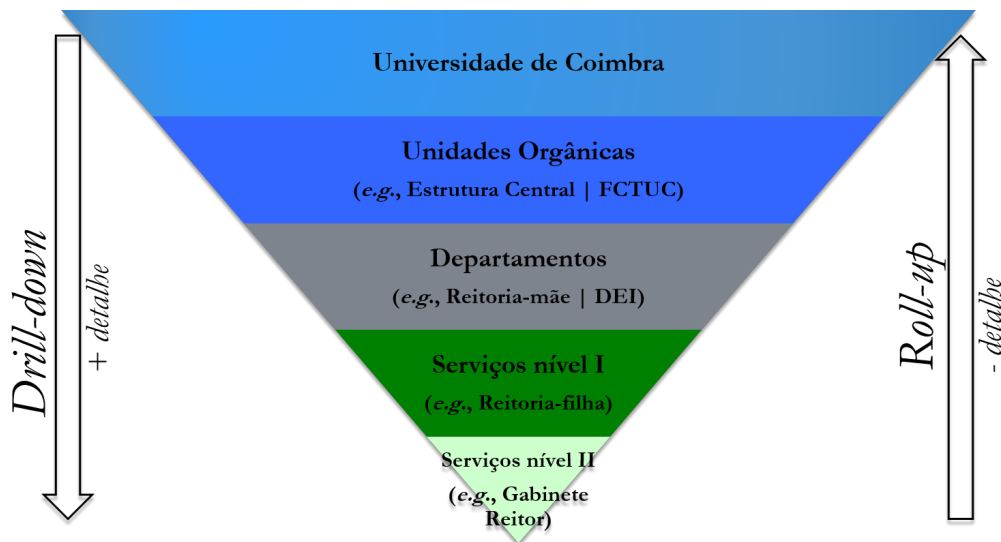 Universidade de Coimbra
Unidades Orgânicas
(e.g., Estrutura Central | FCTUC)
Departamentos
(e.g., Reitoria-mãe | DEI)
Serviços nível I
(e.g., Reitoria-filha)
Serviços nível II
(e.g., Gabinete
Reitor)
Drill-down
+ detalhe
Roll-up
- detalhe